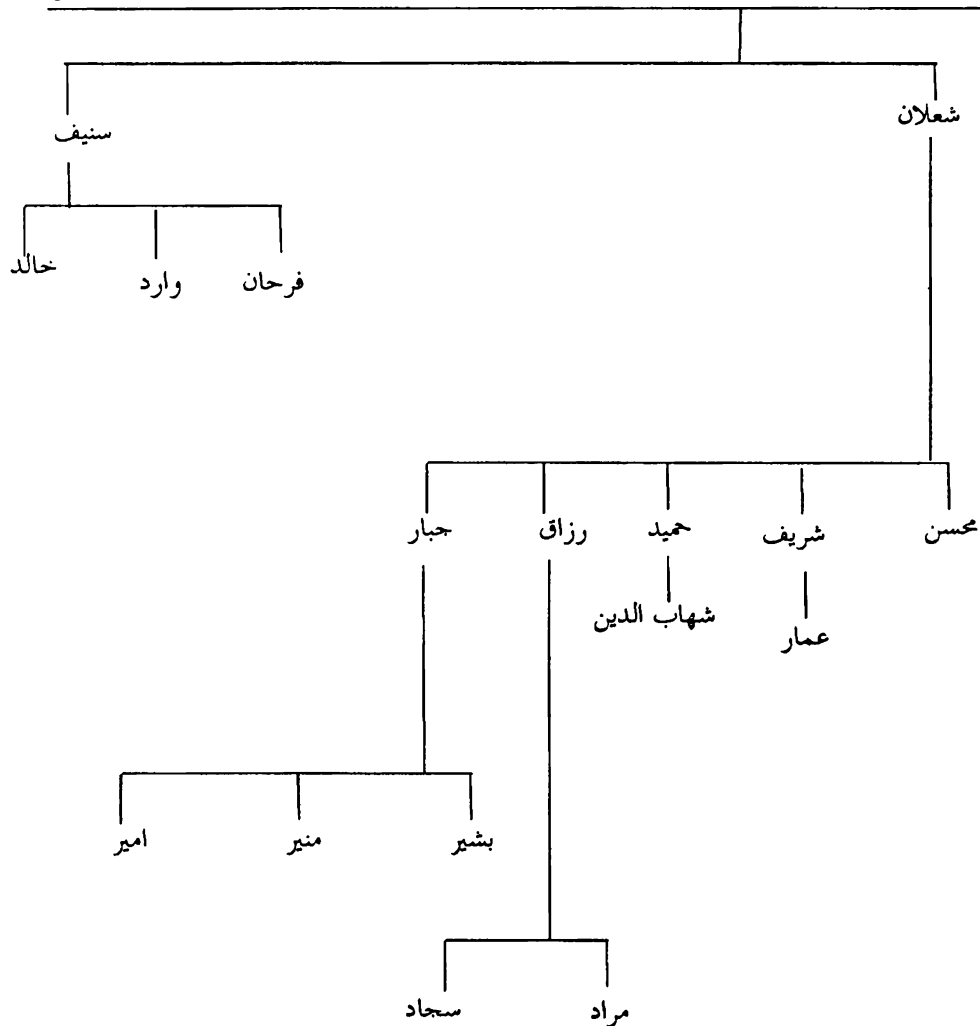 شعلان
سنيف
فرحان وارد خالد
محسن شريف حميد رزاق جبار
عمار شهاب الدين
بشير منير امير
مراد سجاد